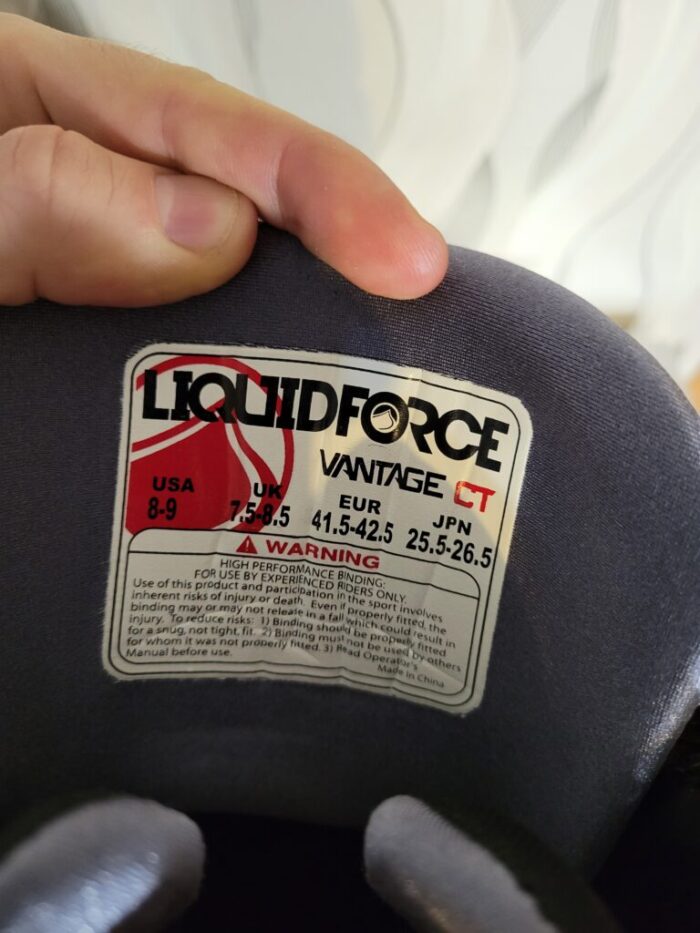 LIQUIDFORCE
VANTAGE CT
USA UK EUR JPN
8-9 7.5-8.5 41.5-42.5 25.5-26.5
WARNING
HIGH PERFORMANCE BINDING:
FOR USE BY EXPERIENCED RIDERS ONLY.
Use of this product and participation in the sport involves
inherent risks of injury or death. Even if properly fitted, the
binding may or may not release in a fall which could result in
injury. To reduce risks: 1) Binding should be properly fitted
for a snug, not tight, fit. 2) Binding must not be used by others
for whom it was not properly fitted. 3) Read Operator's
Manual before use.
Made in China